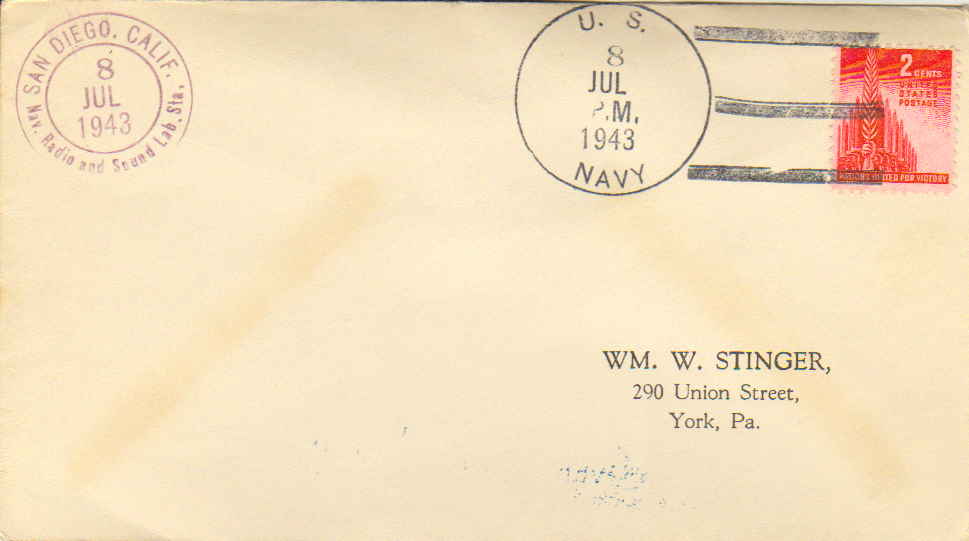 SAN DIEGO, CALIF.
8
JUL
1943
Nav. Radio and Sound Lab. Sta.
U. S.
8
JUL
P.M.
1943
NAVY
2 CENTS
UNITED
STATES
POSTAGE
NATIONS UNITED FOR VICTORY
WM. W. STINGER,
290 Union Street,
York, Pa.